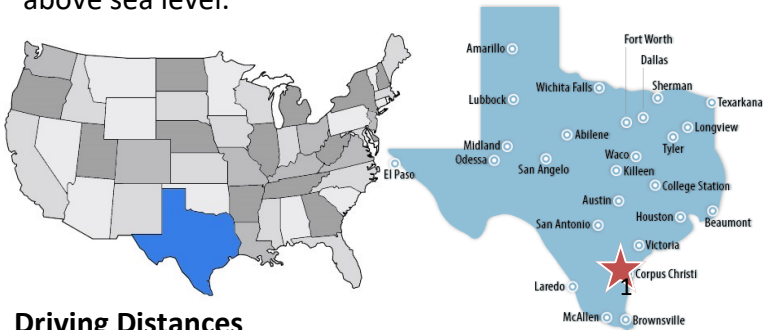 above sea level.
Fort Worth
Amarillo
Dallas
Wichita Falls
Sherman
Lubbock
Texarkana
Longview
Abilene
Tyler
Midland
Waco
Odessa
San Angelo
Killeen
El Paso
College Station
Austin
Houston
Beaumont
San Antonio
Victoria
Corpus Christi
1
Laredo
McAllen
Brownsville
Driving Distances